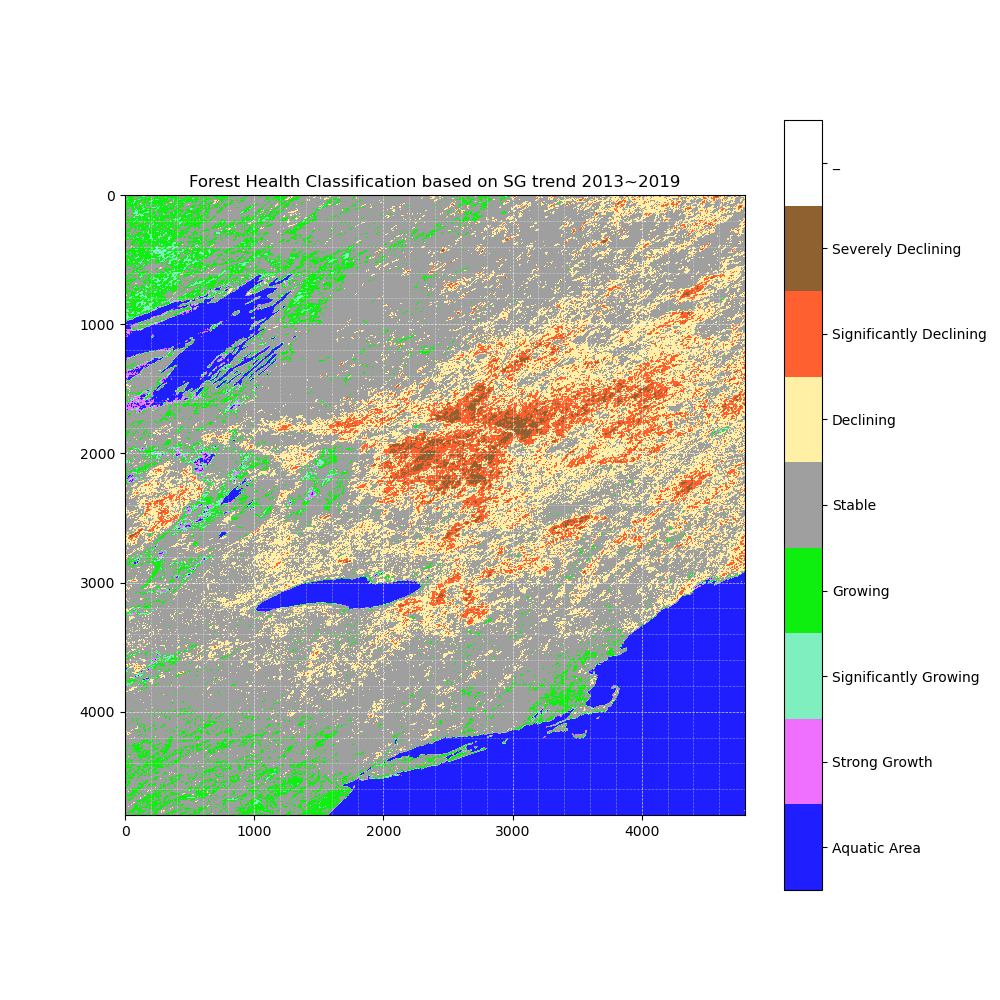 Forest Health Classification based on SG trend 2013~2019
0
1000
2000
3000
4000
0
1000
2000
3000
4000
–
Severely Declining
Significantly Declining
Declining
Stable
Growing
Significantly Growing
Strong Growth
Aquatic Area